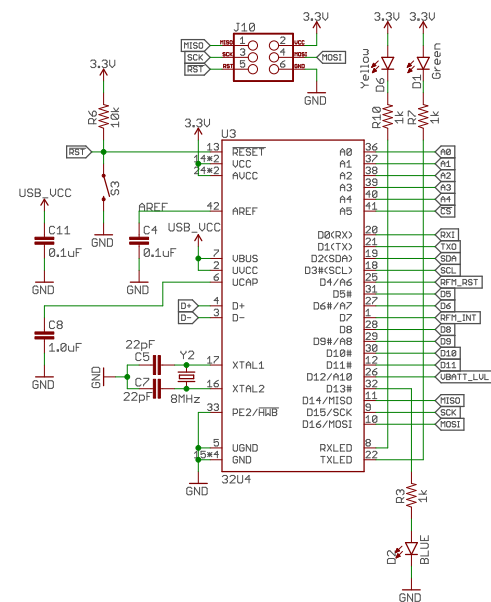 J10
3.3V
3.3V
3.3V
MISO MISO 1 2 VCC
SCK SCK 3 4 MOSI MOSI
RST RST 5 6 GND
GND
Yellow
D6
Green
D1
3.3V
R6
10k
R10
1k
R7
1k
3.3V
U3
RST
S3
GND
13 RESET A0 36 A0
14*2 VCC A1 37 A1
24*2 AVCC A2 38 A2
A3 39 A3
A4 40 A4
42 AREF A5 41 CS
AREF
USB_VCC
C11
0.1uF
GND
C4
0.1uF
GND
USB_VCC
D0(RX) 20 RXI
D1(TX) 21 TXO
7 VBUS D2(SDA) 19 SDA
2 UVCC D3#(SCL) 18 SCL
6 UCAP D4/A6 25 RFM_RST
D5# 31 D5
D+ 4 D+ D6#/A7 27 D6
D- 3 D- D7 1 RFM_INT
D8 28 D8
D9#/A8 29 D9
D10# 30 D10
17 XTAL1 D11# 12 D11
D12/A10 26 VBATT_LVL
16 XTAL2 D13# 32
D14/MISO 11 MISO
33 PE2/HWB D15/SCK 9 SCK
D16/MOSI 10 MOSI
5 UGND RXLED 8
15*4 GND TXLED 22
C8
1.0uF
GND
22pF
C5
C7
22pF
Y2
8MHz
GND
GND
32U4
R3
1k
D2
BLUE
GND